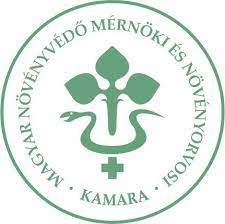 MAGYAR NÖVÉNYVÉDŐ MÉRNÖKI ÉS NÖVÉNYORVOSI
· KAMARA ·